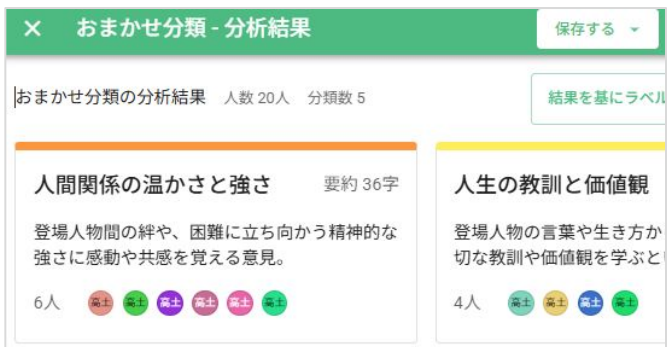 × おまかせ分類 - 分析結果 保存する
おまかせ分類の分析結果 人数 20人 分類数 5 結果を基にラベル
人間関係の温かさと強さ 要約 36字
登場人物間の絆や、困難に立ち向かう精神的な
強さに感動や共感を覚える意見。
6人 高土 高土 高土 高土 高土 高土
人生の教訓と価値観
登場人物の言葉や生き方か
切な教訓や価値観を学ぶと
4人 高土 高土 高土 高土